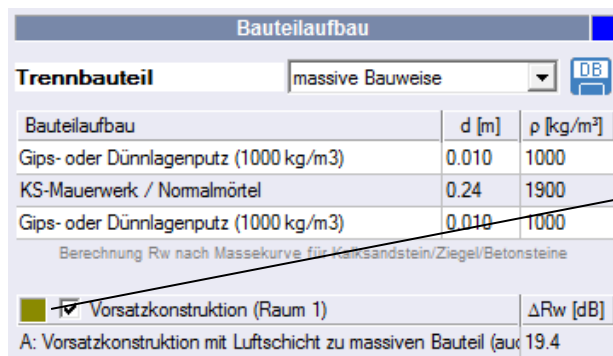 Bauteilaufbau
Trennbauteil massive Bauweise DB
Bauteilaufbau d [m] ρ [kg/m³]
Gips- oder Dünnlagenputz (1000 kg/m3) 0.010 1000
KS-Mauerwerk / Normalmörtel 0.24 1900
Gips- oder Dünnlagenputz (1000 kg/m3) 0.010 1000
Berechnung Rw nach Massekurve für Kalksandstein/Ziegel/Betonsteine
Vorsatzkonstruktion (Raum 1) ΔRw [dB]
A: Vorsatzkonstruktion mit Luftschicht zu massiven Bauteil (auc 19.4